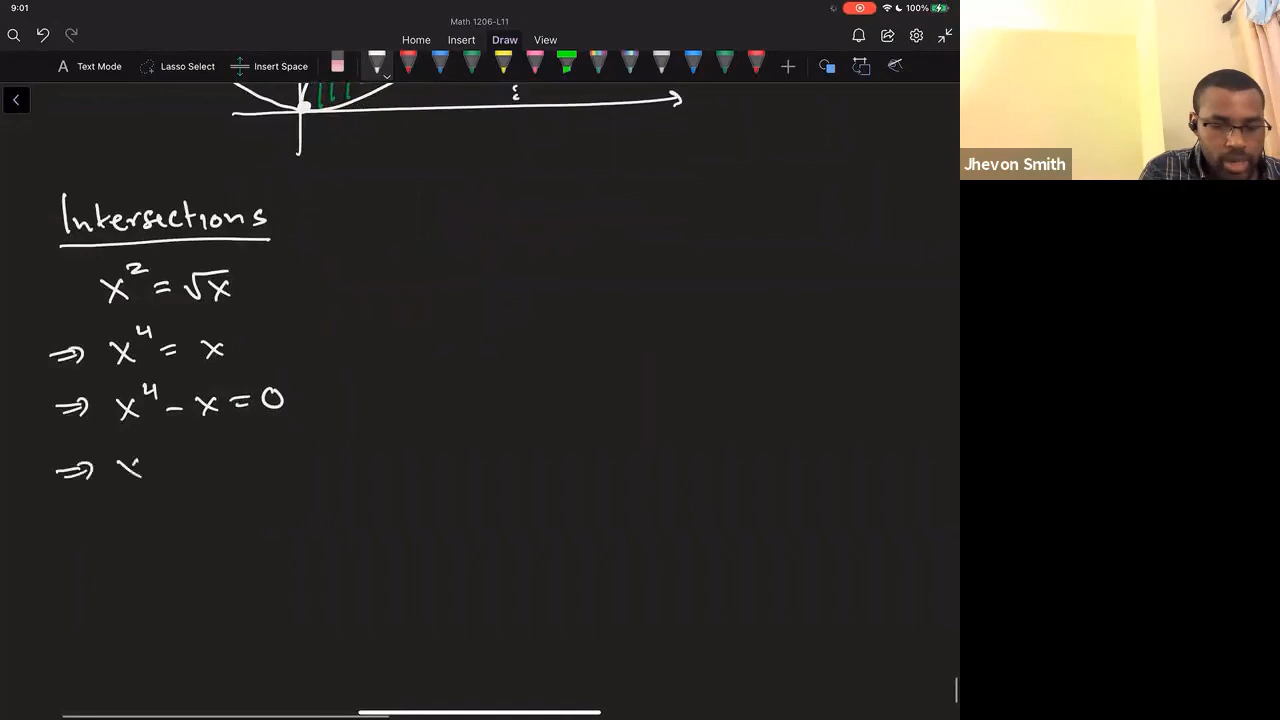 9:01
100%
Math 1206-L11
Home Insert Draw View
Text Mode Lasso Select Insert Space
Jhevon Smith
Intersections
x² = √x
⇒ x⁴ = x
⇒ x⁴ - x = 0
⇒ x